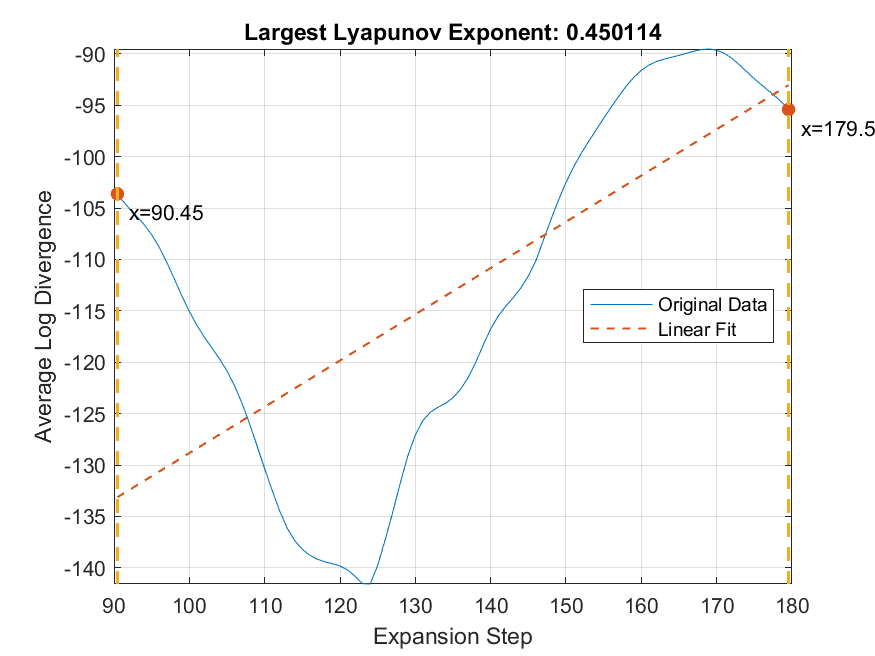 Largest Lyapunov Exponent: 0.450114
-90
-95
-100
-105
-110
-115
-120
-125
-130
-135
-140
Average Log Divergence
x=90.45
x=179.5
Original Data
Linear Fit
90 100 110 120 130 140 150 160 170 180
Expansion Step